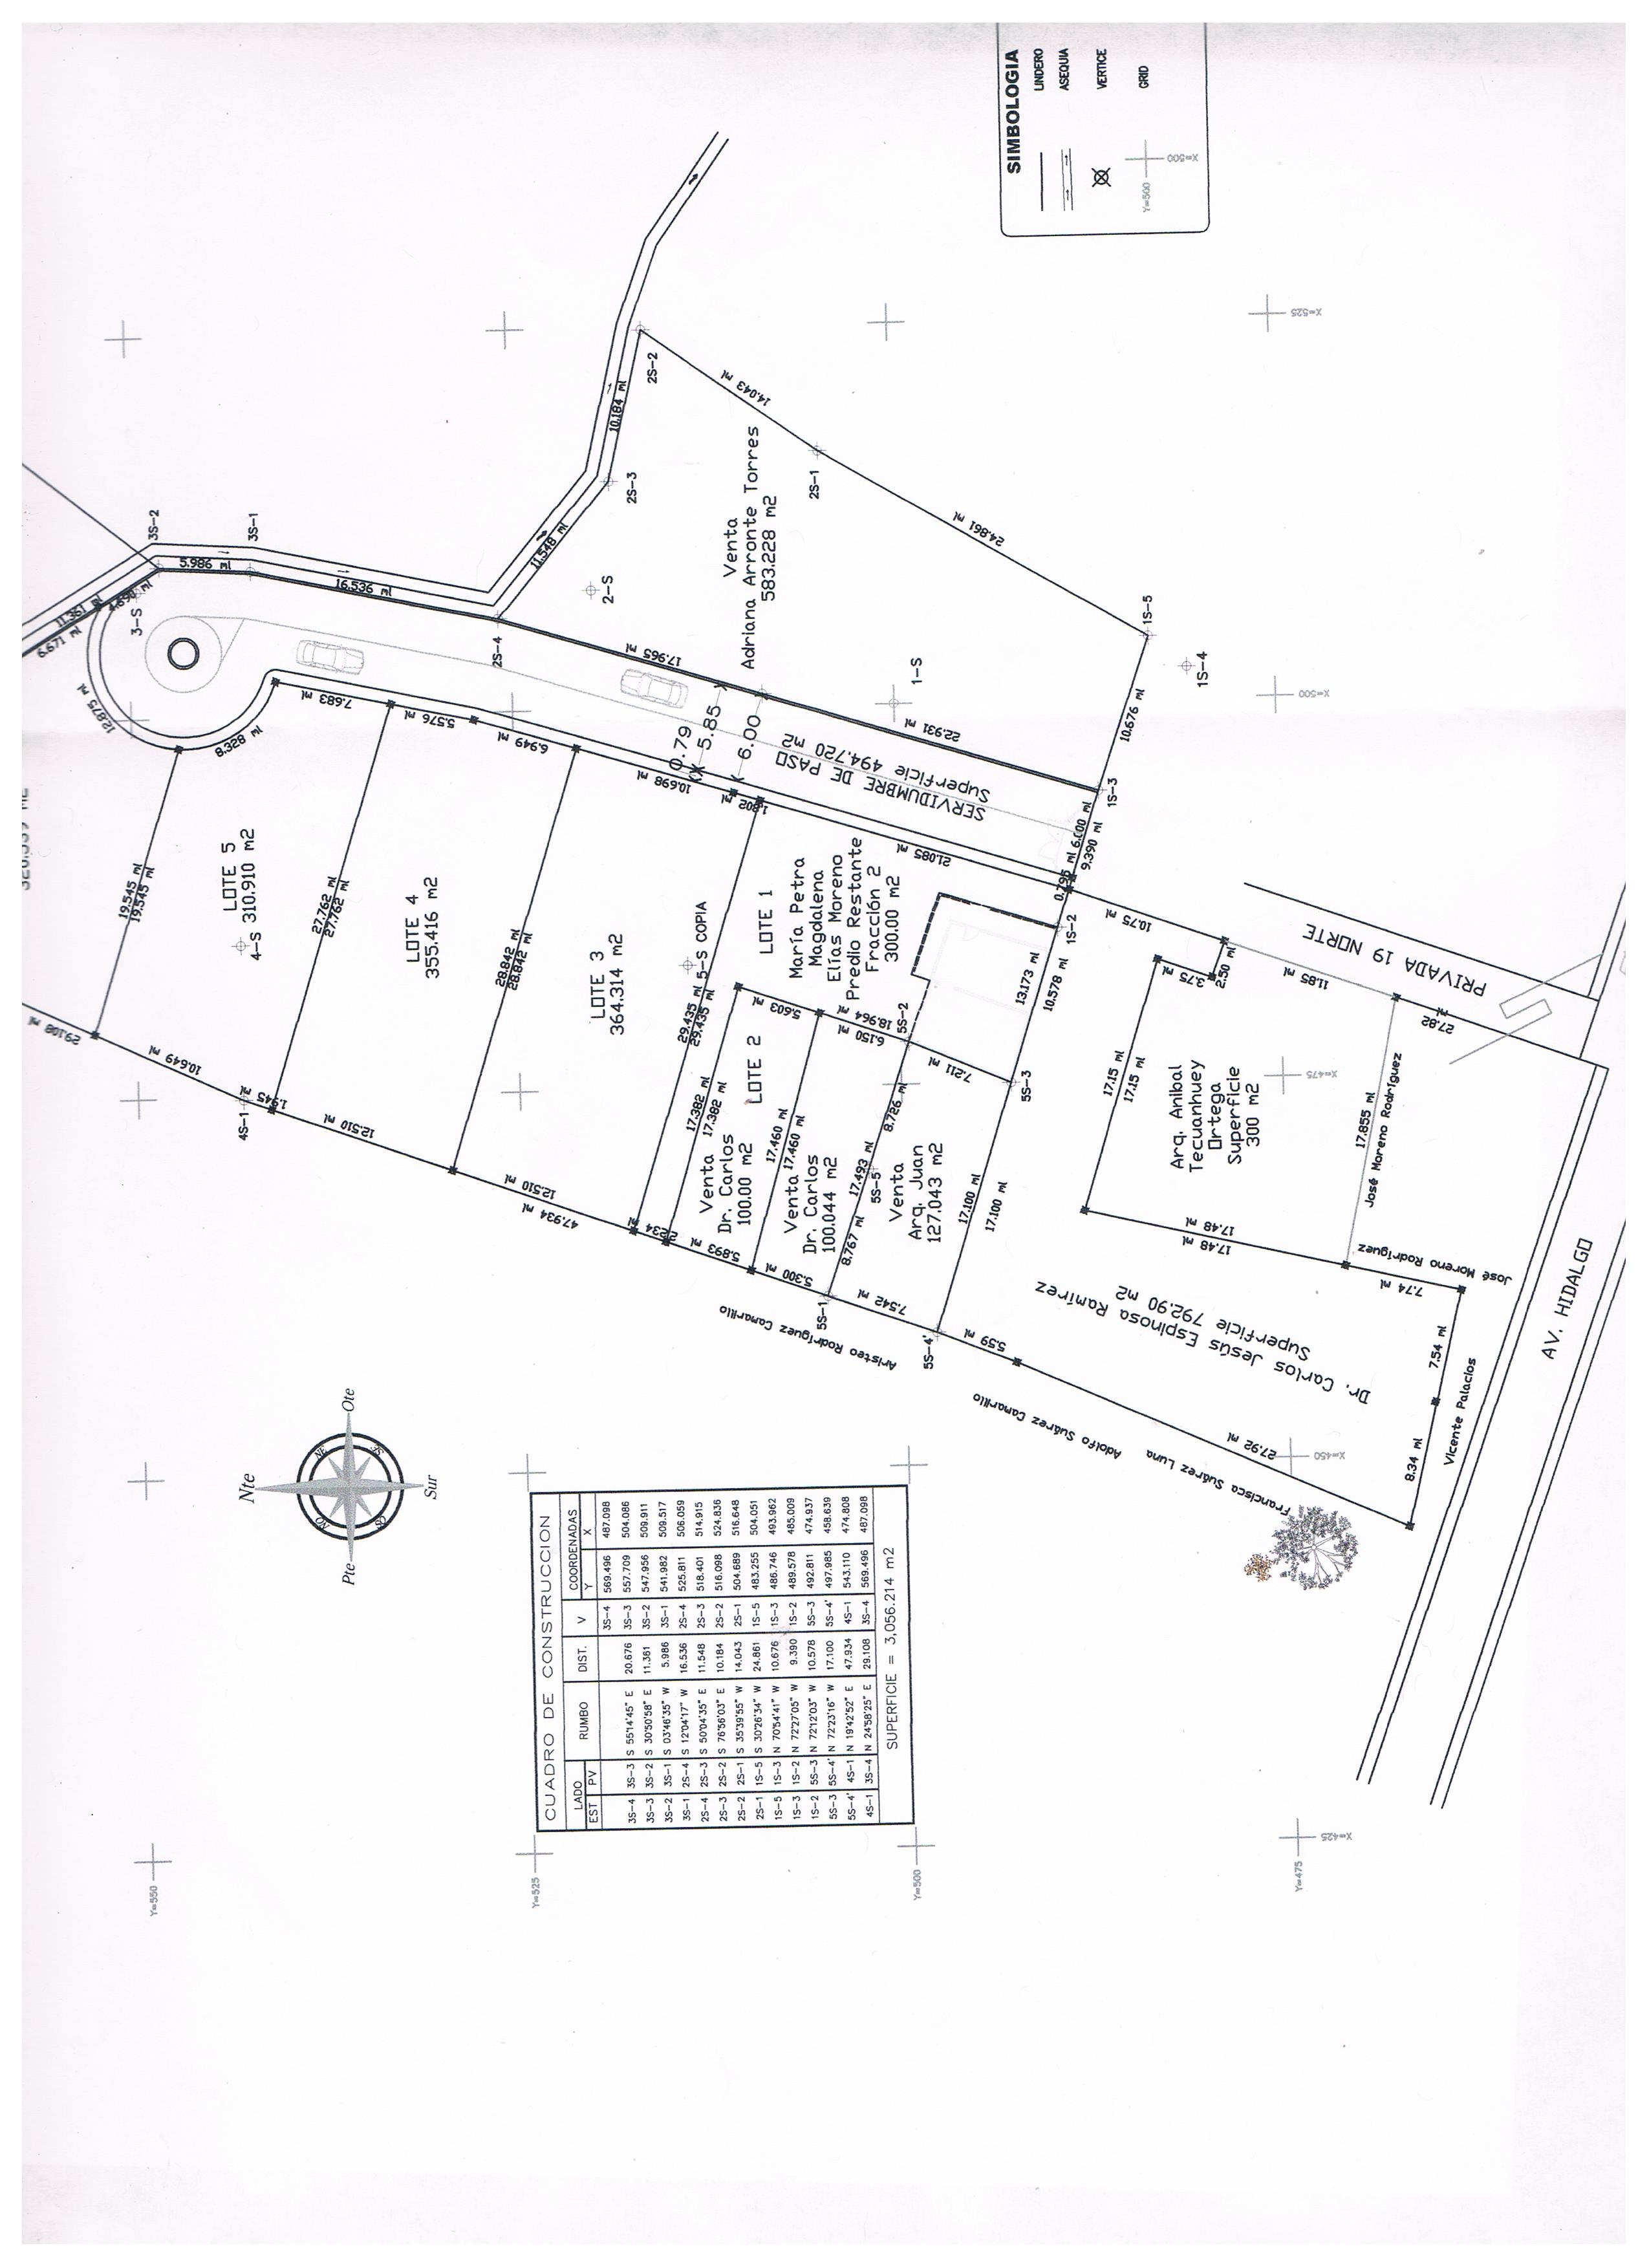 SIMBOLOGIA
LINDERO
ASEQUIA
VERTICE
GRID
Y=500
X=500
3S-2
3S-1
5.986 ml
16.536 ml
11.361 ml
4.690 ml
6.671 ml
3-S
12.875 ml
8.328 ml
7.683 ml
5.576 ml
6.949 ml
10.698 ml
1.802 ml
2S-4
11.548 ml
2S-3
10.184 ml
2S-2
14.043 ml
2S-1
24.861 ml
2-S
17.965 ml
Venta
Adriana Arronte Torres
583.228 m2
1-S
22.931 ml
1S-5
1S-4
10.676 ml
1S-3
0.79
5.85
6.00
SERVIDUMBRE DE PASO
Superficie 494.720 m2
21.085 ml
6.000 ml
9.390 ml
1S-2
19.545 ml
19.545 ml
LOTE 5
310.910 m2
4-S
27.762 ml
27.762 ml
LOTE 4
355.416 m2
28.842 ml
28.842 ml
LOTE 3
364.314 m2
5-S COPIA
29.435 ml
29.435 ml
LOTE 1
María Petra
Magdalena
Elías Moreno
Predio Restante
Fracción 2
300.00 m2
29.108 ml
10.649 ml
4S-1
1.945
12.510 ml
12.510 ml
47.934 ml
5.893 ml
5.300 ml
7.542 ml
5.59 ml
17.382 ml
17.382 ml
LOTE 2
Venta
Dr. Carlos
100.00 m2
5.603 ml
18.964 ml
6.150 ml
5S-2
7.211 ml
5S-3
13.173 ml
10.578 ml
17.460 ml
17.460 ml
Venta
Dr. Carlos
100.044 m2
8.726 ml
17.493 ml
8.767 ml
5S-5
5S-1
Venta
Arq. Juan
127.043 m2
17.100 ml
17.100 ml
5S-4'
10.75 ml
3.75 ml
2.50 ml
11.85 ml
27.82 ml
PRIVADA 19 NORTE
17.15 ml
17.15 ml
Arq. Anibal
Tecuanhuey
Ortega
Superficie
300 m2
17.855 ml
José Moreno Rodríguez
17.48 ml
17.48 ml
7.74 ml
José Moreno Rodríguez
Dr. Carlos Jesús Espinosa Ramírez
Superficie 792.90 m2
7.54 ml
8.34 ml
Vicente Palacios
27.92 ml
Aristeo Rodríguez Camarillo
Adolfo Suárez Camarillo
Francisca Suárez Luna
AV. HIDALGO
X=525
X=500
X=475
X=450
X=425
Y=550
Y=525
Y=500
Y=475
Nte
Ote
Sur
Pte
NE
SE
SO
NO
CUADRO DE CONSTRUCCION
LADO RUMBO DIST. V COORDENADAS
EST PV Y X
3S-4 569.496 487.098
3S-4 3S-3 S 55°14'45" E 20.676 3S-3 557.709 504.086
3S-3 3S-2 S 30°50'58" E 11.361 3S-2 547.956 509.911
3S-2 3S-1 S 03°46'35" W 5.986 3S-1 541.982 509.517
3S-1 2S-4 S 12°04'17" W 16.536 2S-4 525.811 506.059
2S-4 2S-3 S 50°04'35" E 11.548 2S-3 518.401 514.915
2S-3 2S-2 S 76°56'03" E 10.184 2S-2 516.098 524.836
2S-2 2S-1 S 35°39'55" W 14.043 2S-1 504.689 516.648
2S-1 1S-5 S 30°26'34" W 24.861 1S-5 483.255 504.051
1S-5 1S-3 N 70°54'41" W 10.676 1S-3 486.746 493.962
1S-3 1S-2 N 72°27'05" W 9.390 1S-2 489.578 485.009
1S-2 5S-3 N 72°12'03" W 10.578 5S-3 492.811 474.937
5S-3 5S-4' N 72°23'16" W 17.100 5S-4' 497.985 458.639
5S-4' 4S-1 N 19°42'52" E 47.934 4S-1 543.110 474.808
4S-1 3S-4 N 24°58'25" E 29.108 3S-4 569.496 487.098
SUPERFICIE = 3,056.214 m2